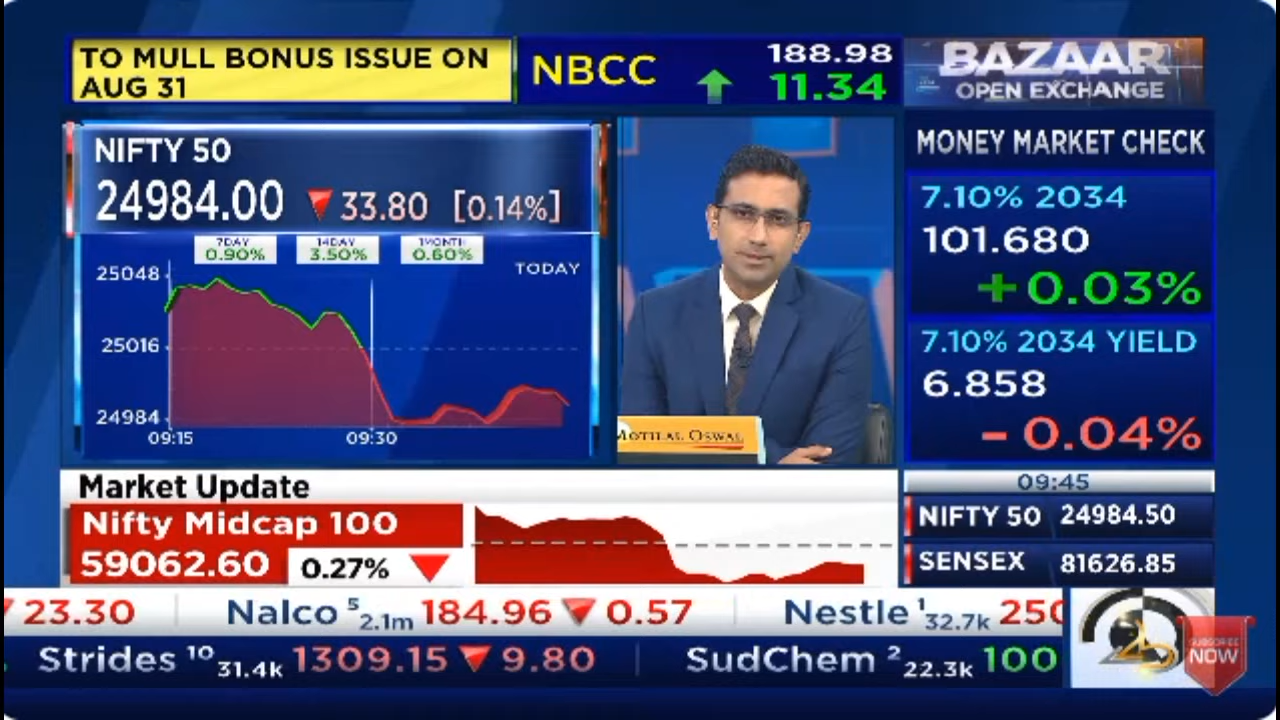 TO MULL BONUS ISSUE ON
AUG 31
NBCC
188.98
11.34
BAZAAR
OPEN EXCHANGE
NIFTY 50
24984.00 33.80 [0.14%]
7DAY
0.90%
14DAY
3.50%
1MONTH
0.60%
TODAY
25048
25016
24984
09:15
09:30
MOTILAL OSWAL
MONEY MARKET CHECK
7.10% 2034
101.680
+0.03%
7.10% 2034 YIELD
6.858
-0.04%
09:45
NIFTY 50 24984.50
SENSEX 81626.85
Market Update
Nifty Midcap 100
59062.60 0.27%
23.30 Nalco 5 2.1m 184.96 0.57 Nestle 1 32.7k 250
Strides 10 31.4k 1309.15 9.80 SudChem 2 22.3k 100
25
SUBSCRIBE
NOW